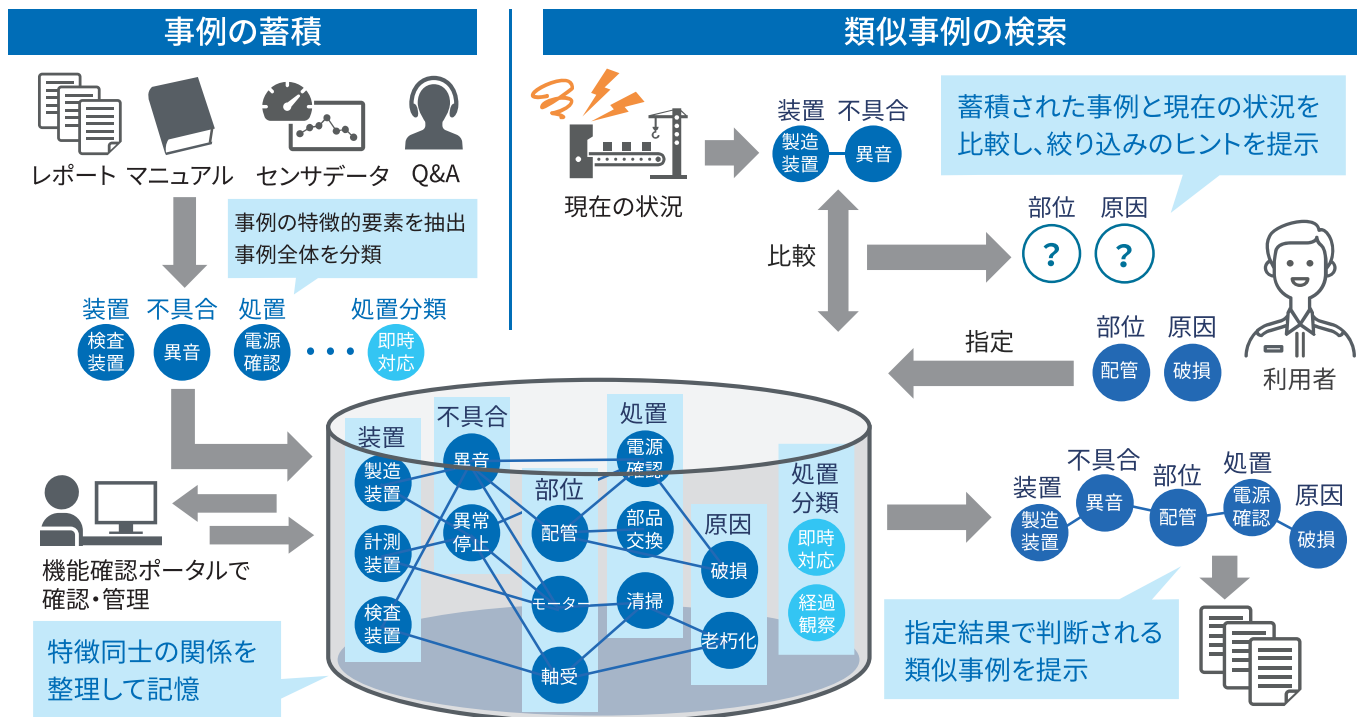 事例の蓄積
レポート
マニュアル
センサデータ
Q&A
事例の特徴的要素を抽出
事例全体を分類
装置
不具合
処置
処置分類
検査
装置
異音
電源
確認
・・・
即時
対応
機能確認ポータルで
確認・管理
特徴同士の関係を
整理して記憶
装置
製造
装置
計測
装置
検査
装置
不具合
異音
異常
停止
部位
配管
モーター
軸受
処置
電源
確認
部品
交換
清掃
原因
破損
老朽化
処置
分類
即時
対応
経過
観察
類似事例の検索
現在の状況
装置
不具合
製造
装置
異音
蓄積された事例と現在の状況を
比較し、絞り込みのヒントを提示
比較
部位
原因
?
?
指定
部位
原因
配管
破損
利用者
装置
不具合
部位
処置
原因
製造
装置
異音
配管
電源
確認
破損
指定結果で判断される
類似事例を提示